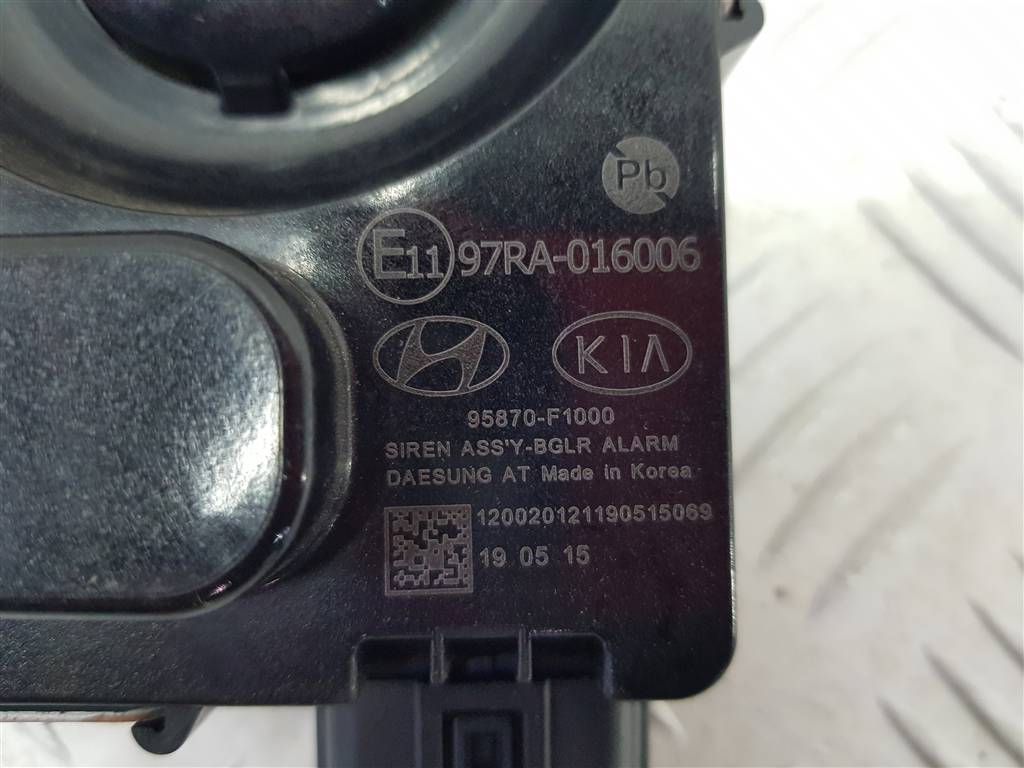 Pb
E11 97RA-016006
KIA
95870-F1000
SIREN ASS'Y-BGLR ALARM
DAESUNG AT Made in Korea
120020121190515069
19 05 15